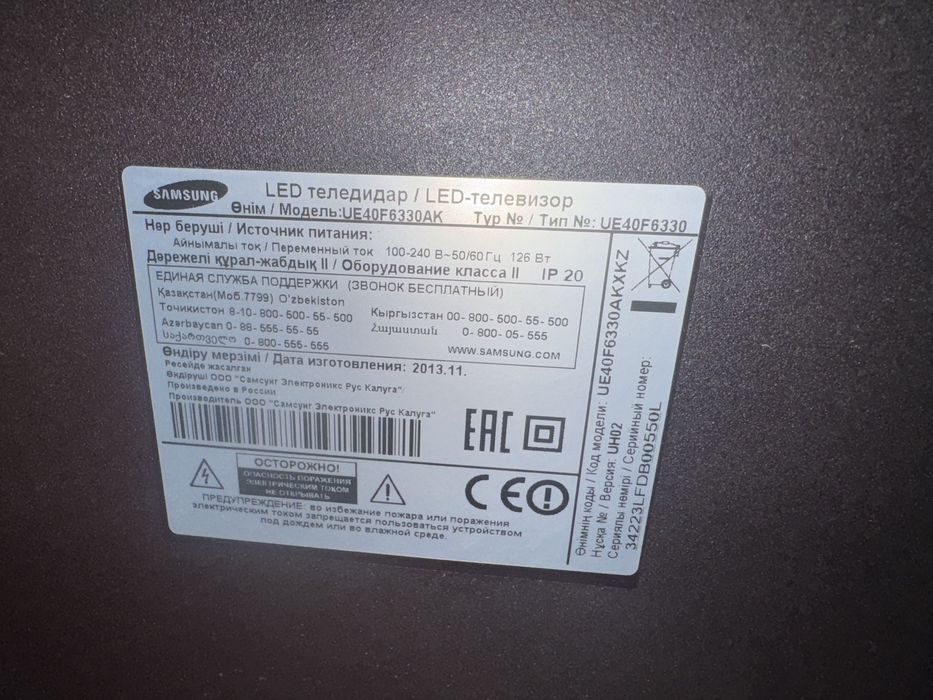 SAMSUNG
LED теледидар / LED-телевизор
Өнім / Модель:UE40F6330AK Түр № / Тип №: UE40F6330
Нәр беруші / Источник питания:
Айнымалы тоқ / Переменный ток 100-240 В~50/60 Гц 126 Вт
Дәрежелі құрал-жабдық II / Оборудование класса II IP 20
ЕДИНАЯ СЛУЖБА ПОДДЕРЖКИ (ЗВОНОК БЕСПЛАТНЫЙ)
Қазақстан(Моб.7799) O'zbekiston
Тоҷикистон 8-10-800-500-55-500 Кыргызстан 00-800-500-55-500
Azərbaycan 0-88-555-55-55 Հայաստան 0-800-05-555
საქართველო 0-800-555-555
WWW.SAMSUNG.COM
Өндіру мерзімі / Дата изготовления: 2013.11.
Ресейде жасалған
Өндіруші ООО "Самсунг Электроникс Рус Калуга"
Произведено в России
Производитель ООО "Самсунг Электроникс Рус Калуга"
EAC
ОСТОРОЖНО!
ОПАСНОСТЬ ПОРАЖЕНИЯ
ЭЛЕКТРИЧЕСКИМ ТОКОМ
НЕ ОТКРЫВАТЬ
CE
ПРЕДУПРЕЖДЕНИЕ: во избежание пожара или поражения
электрическим током запрещается пользоваться устройством
под дождем или во влажной среде.
Өнімнің коды / Код модели: UE40F6330AKXKZ
Нұсқа № / Версия: UH02
Сериялы нөмірі / Серийный номер:
34223LFDB00550L